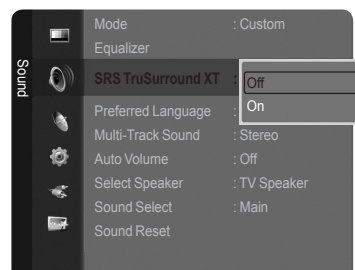 Sound
Mode : Custom
Equalizer
SRS TruSurround XT :
Off
On
Preferred Language :
Multi-Track Sound : Stereo
Auto Volume : Off
Select Speaker : TV Speaker
Sound Select : Main
Sound Reset